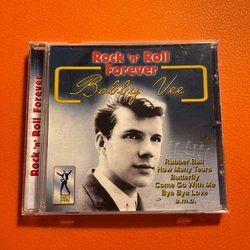 Rock 'n' Roll Forever
Rock 'n' Roll
Forever
Bobby Vee
Rubber Ball
How Many Tears
Butterfly
Come Go With Me
Bye Bye Love
a.m.o.